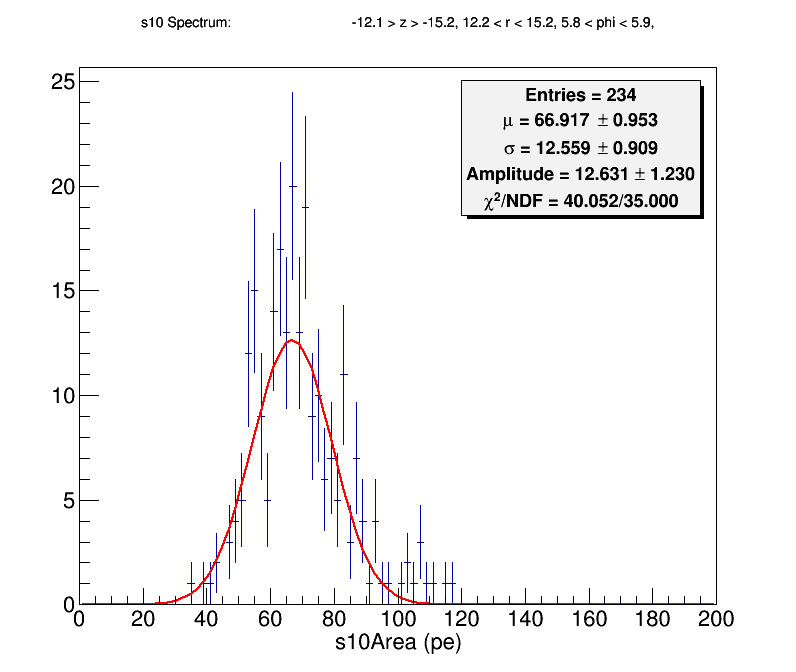 s10 Spectrum: -12.1 > z > -15.2, 12.2 < r < 15.2, 5.8 < phi < 5.9,
Entries = 234
μ = 66.917 ± 0.953
σ = 12.559 ± 0.909
Amplitude = 12.631 ± 1.230
χ²/NDF = 40.052/35.000
25
20
15
10
5
0
0 20 40 60 80 100 120 140 160 180 200
s10Area (pe)